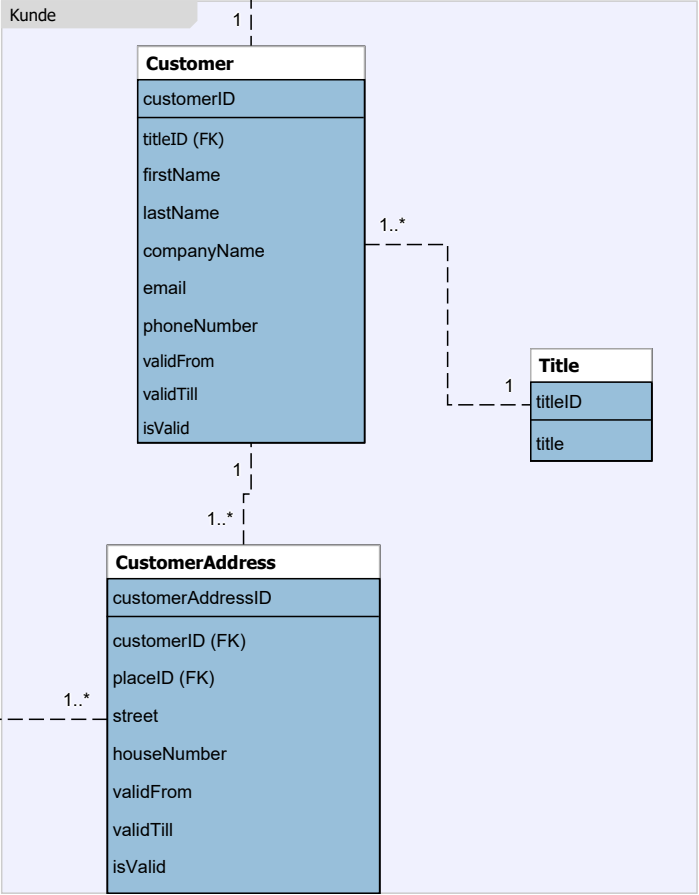 Kunde
1
Customer
customerID
titleID (FK)
firstName
lastName
companyName
email
phoneNumber
validFrom
validTill
isValid
1..*
1
Title
titleID
title
1
1..*
CustomerAddress
customerAddressID
customerID (FK)
placeID (FK)
street
houseNumber
validFrom
validTill
isValid
1..*